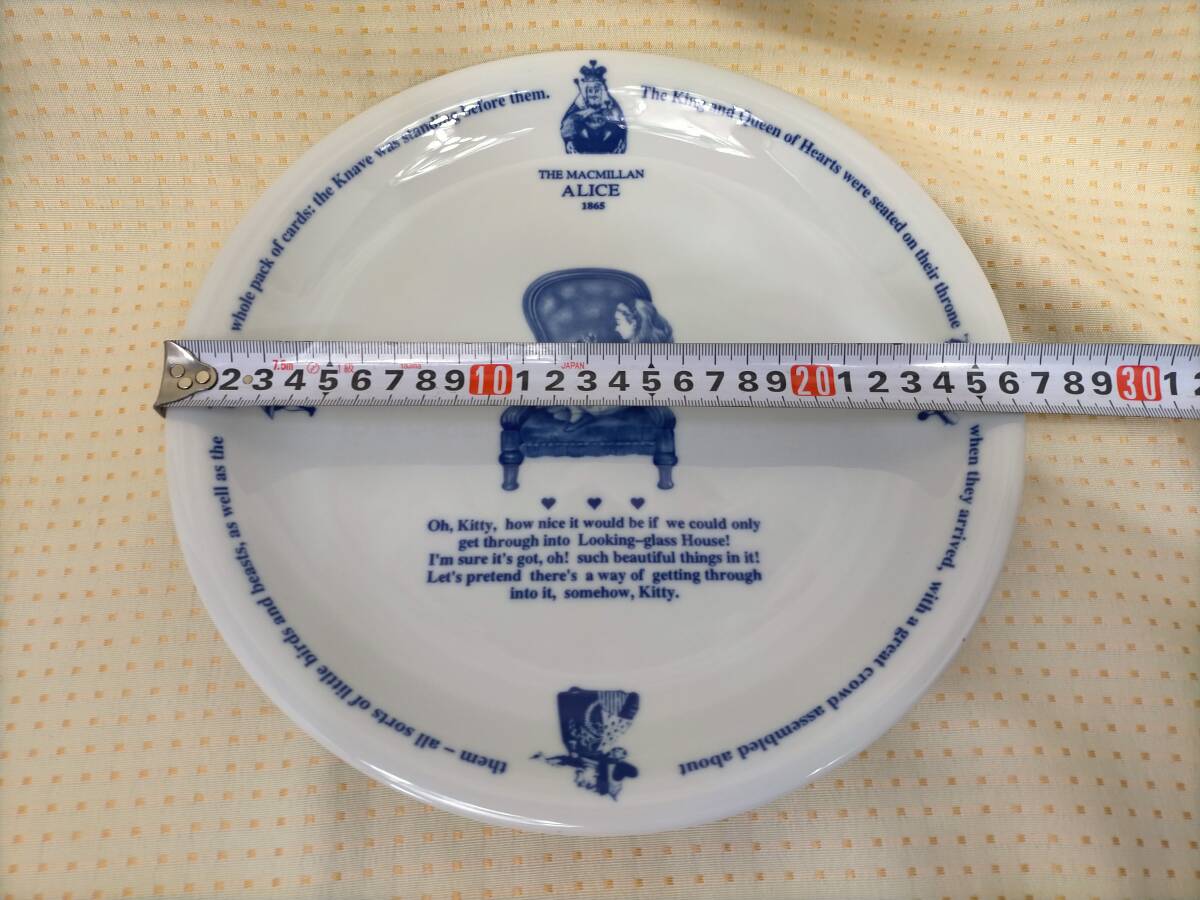 The King and Queen of Hearts were seated on their throne
when they arrived, with a great crowd assembled about
them – all sorts of little birds and beasts, as well as the
whole pack of cards: the Knave was standing before them.
THE MACMILLAN
ALICE
1865
7.5m 1級 tajima JAPAN
2 3 4 5 6 7 8 9 10 1 2 3 4 5 6 7 8 9 20 1 2 3 4 5 6 7 8 9 30 1 2
Oh, Kitty, how nice it would be if we could only
get through into Looking–glass House!
I'm sure it's got, oh! such beautiful things in it!
Let's pretend there's a way of getting through
into it, somehow, Kitty.